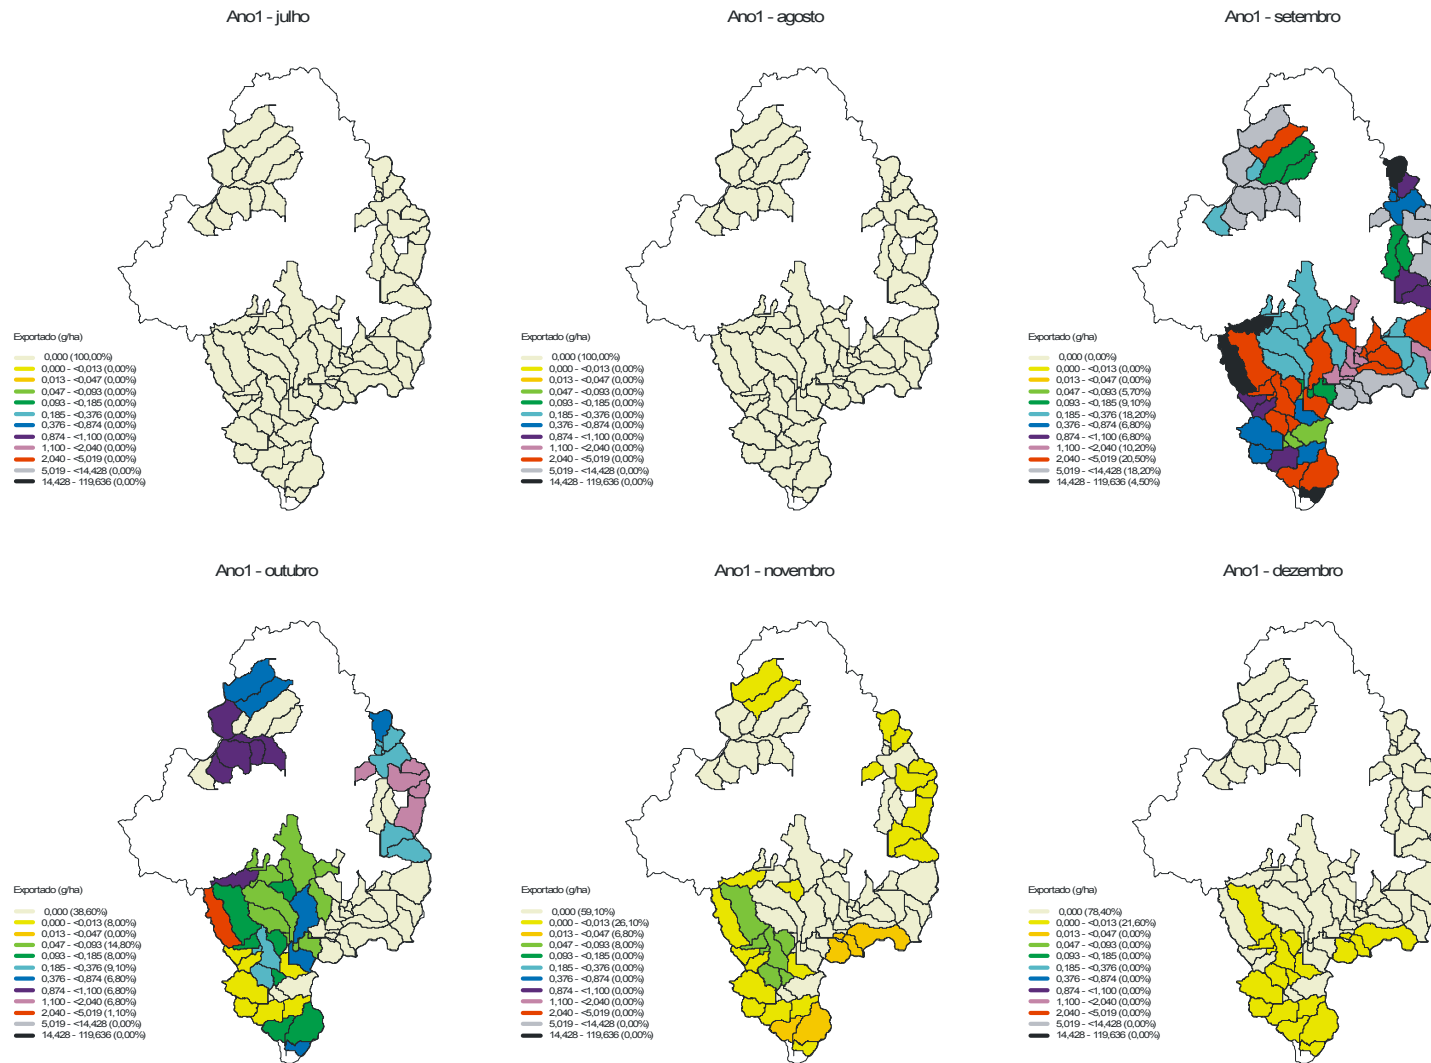 Ano1 - julho
Exportado (g/ha)
0,000 (100,00%)
0,000 - <0,013 (0,00%)
0,013 - <0,047 (0,00%)
0,047 - <0,093 (0,00%)
0,093 - <0,185 (0,00%)
0,185 - <0,376 (0,00%)
0,376 - <0,874 (0,00%)
0,874 - <1,100 (0,00%)
1,100 - <2,040 (0,00%)
2,040 - <5,019 (0,00%)
5,019 - <14,428 (0,00%)
14,428 - 119,636 (0,00%)
Ano1 - agosto
Exportado (g/ha)
0,000 (100,00%)
0,000 - <0,013 (0,00%)
0,013 - <0,047 (0,00%)
0,047 - <0,093 (0,00%)
0,093 - <0,185 (0,00%)
0,185 - <0,376 (0,00%)
0,376 - <0,874 (0,00%)
0,874 - <1,100 (0,00%)
1,100 - <2,040 (0,00%)
2,040 - <5,019 (0,00%)
5,019 - <14,428 (0,00%)
14,428 - 119,636 (0,00%)
Ano1 - setembro
Exportado (g/ha)
0,000 (0,00%)
0,000 - <0,013 (0,00%)
0,013 - <0,047 (0,00%)
0,047 - <0,093 (5,70%)
0,093 - <0,185 (9,10%)
0,185 - <0,376 (18,20%)
0,376 - <0,874 (6,80%)
0,874 - <1,100 (6,80%)
1,100 - <2,040 (10,20%)
2,040 - <5,019 (20,50%)
5,019 - <14,428 (18,20%)
14,428 - 119,636 (4,50%)
Ano1 - outubro
Exportado (g/ha)
0,000 (38,60%)
0,000 - <0,013 (8,00%)
0,013 - <0,047 (0,00%)
0,047 - <0,093 (14,80%)
0,093 - <0,185 (8,00%)
0,185 - <0,376 (9,10%)
0,376 - <0,874 (6,80%)
0,874 - <1,100 (6,80%)
1,100 - <2,040 (6,80%)
2,040 - <5,019 (1,10%)
5,019 - <14,428 (0,00%)
14,428 - 119,636 (0,00%)
Ano1 - novembro
Exportado (g/ha)
0,000 (59,10%)
0,000 - <0,013 (26,10%)
0,013 - <0,047 (6,80%)
0,047 - <0,093 (8,00%)
0,093 - <0,185 (0,00%)
0,185 - <0,376 (0,00%)
0,376 - <0,874 (0,00%)
0,874 - <1,100 (0,00%)
1,100 - <2,040 (0,00%)
2,040 - <5,019 (0,00%)
5,019 - <14,428 (0,00%)
14,428 - 119,636 (0,00%)
Ano1 - dezembro
Exportado (g/ha)
0,000 (78,40%)
0,000 - <0,013 (21,60%)
0,013 - <0,047 (0,00%)
0,047 - <0,093 (0,00%)
0,093 - <0,185 (0,00%)
0,185 - <0,376 (0,00%)
0,376 - <0,874 (0,00%)
0,874 - <1,100 (0,00%)
1,100 - <2,040 (0,00%)
2,040 - <5,019 (0,00%)
5,019 - <14,428 (0,00%)
14,428 - 119,636 (0,00%)